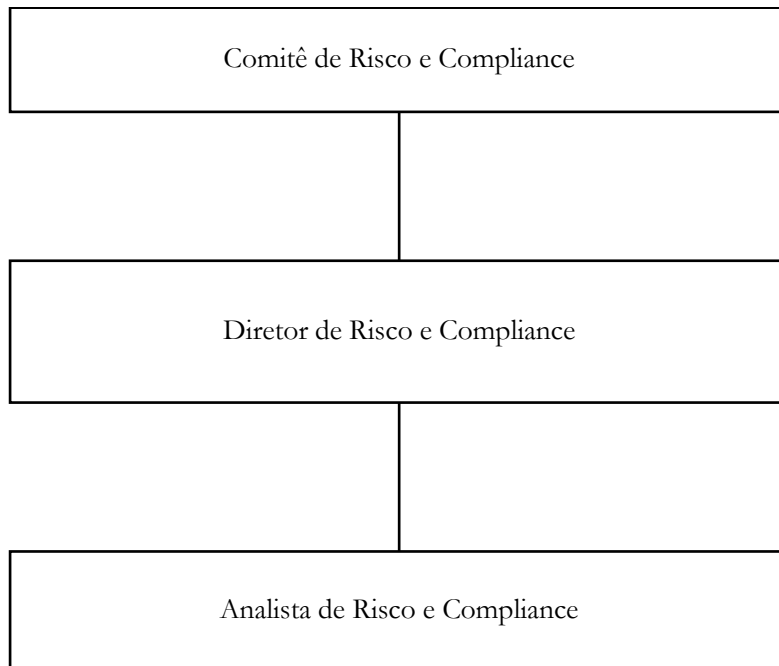 Comitê de Risco e Compliance
Diretor de Risco e Compliance
Analista de Risco e Compliance